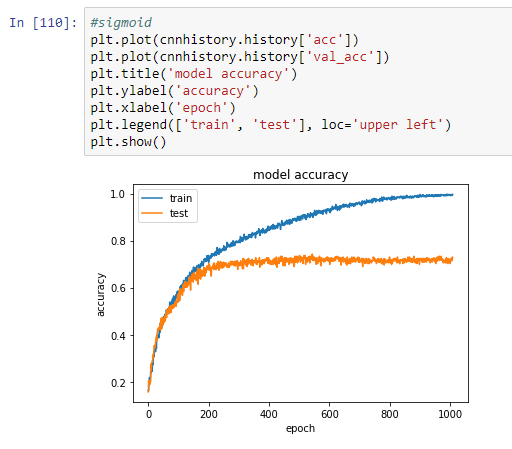 In [110]: #sigmoid
plt.plot(cnnhistory.history['acc'])
plt.plot(cnnhistory.history['val_acc'])
plt.title('model accuracy')
plt.ylabel('accuracy')
plt.xlabel('epoch')
plt.legend(['train', 'test'], loc='upper left')
plt.show()
model accuracy
train
test
1.0
0.8
0.6
0.4
0.2
accuracy
0 200 400 600 800 1000
epoch